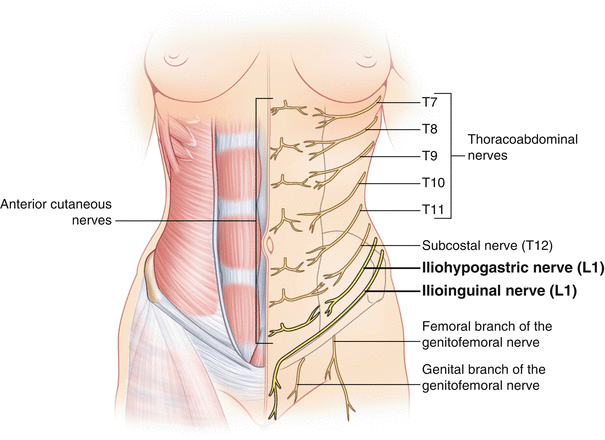 T7
T8
Thoracoabdominal
nerves
T9
T10
Anterior cutaneous
nerves
T11
Subcostal nerve (T12)
Iliohypogastric nerve (L1)
Ilioinguinal nerve (L1)
Femoral branch of the
genitofemoral nerve
Genital branch of the
genitofemoral nerve